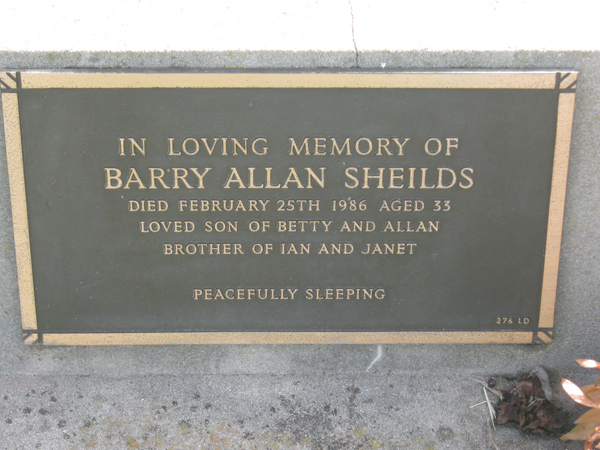 IN LOVING MEMORY OF
BARRY ALLAN SHEILDS
DIED FEBRUARY 25TH 1986 AGED 33
LOVED SON OF BETTY AND ALLAN
BROTHER OF IAN AND JANET
PEACEFULLY SLEEPING
276 LD